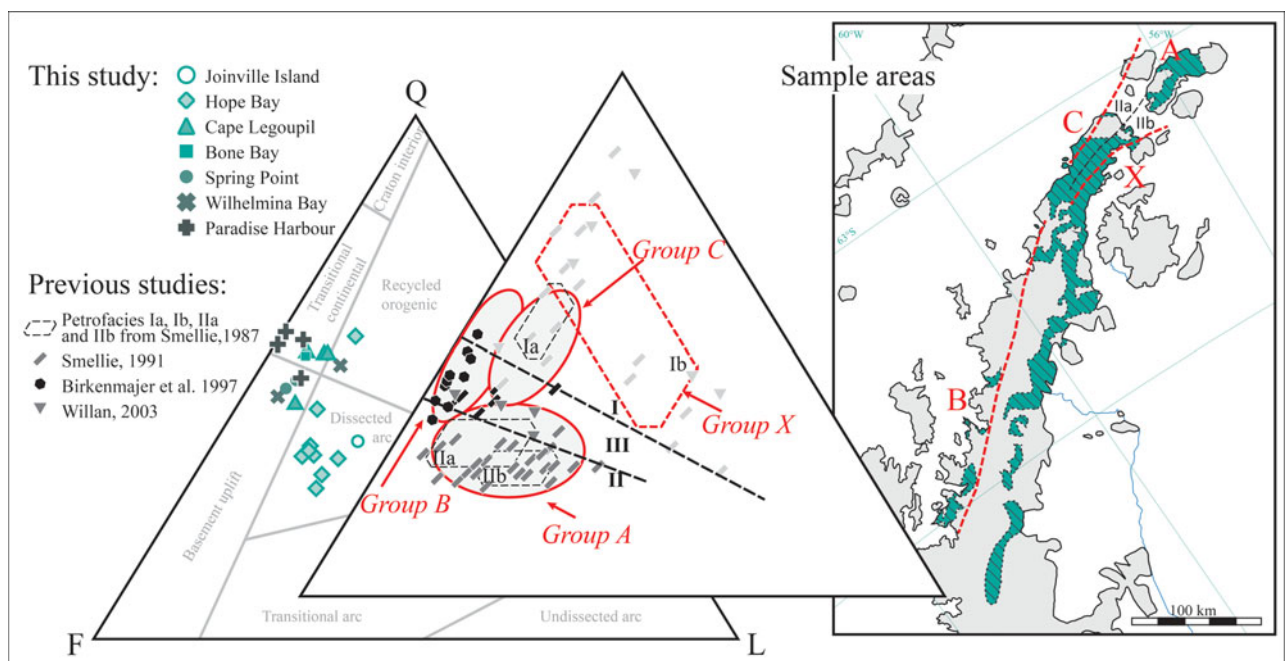 This study:
Joinville Island
Hope Bay
Cape Legoupil
Bone Bay
Spring Point
Wilhelmina Bay
Paradise Harbour
Previous studies:
Petrofacies Ia, Ib, IIa
and IIb from Smellie,1987
Smellie, 1991
Birkenmajer et al. 1997
Willan, 2003
Q
F
L
Craton interior
Transitional
continental
Recycled
orogenic
Dissected
arc
Basement uplift
Transitional arc
Undissected arc
Group C
Ia
Ib
I
Group X
III
IIa
IIb
II
Group B
Group A
Sample areas
60°W
56°W
63°S
A
IIa
IIb
C
X
B
100 km